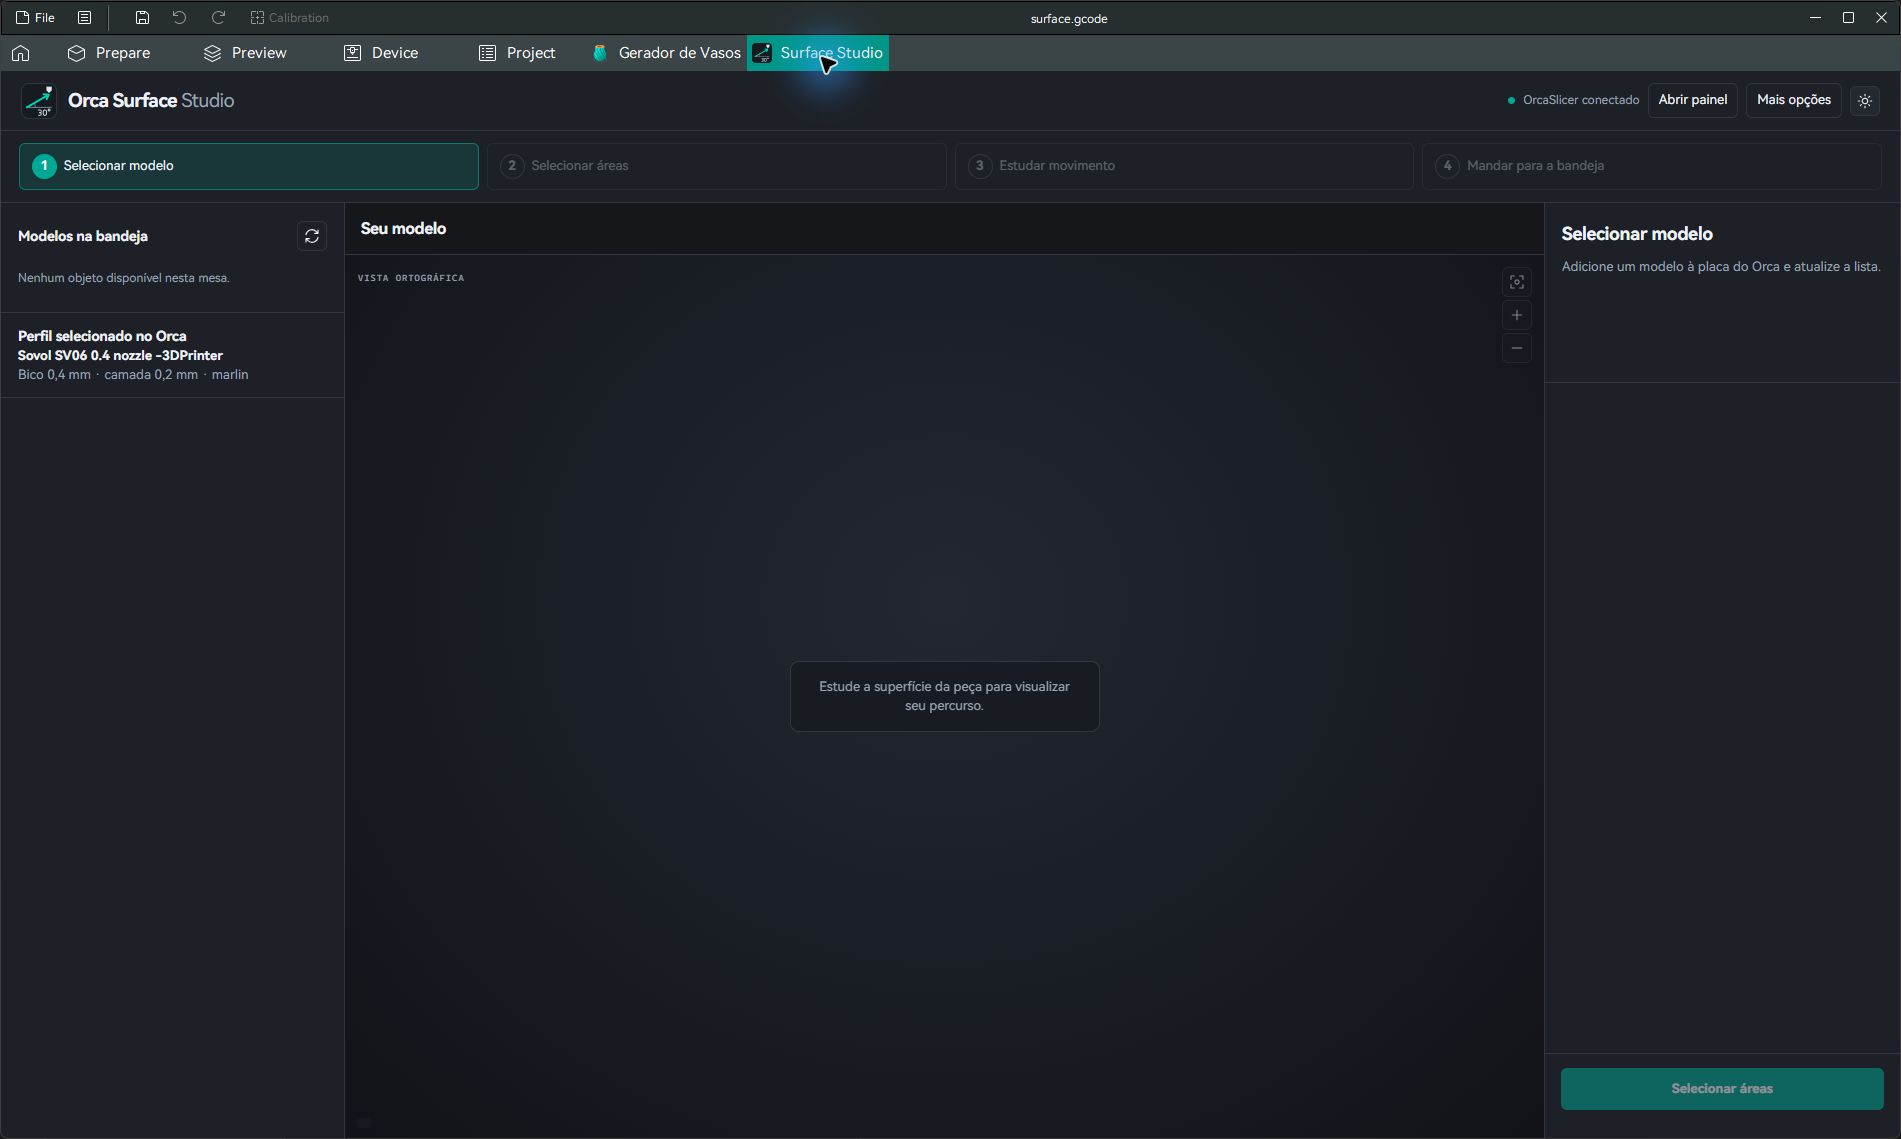 File
Calibration
surface.gcode
Prepare
Preview
Device
Project
Gerador de Vasos
Surface Studio
30°
Orca Surface Studio
OrcaSlicer conectado
Abrir painel
Mais opções
1 Selecionar modelo
2 Selecionar áreas
3 Estudar movimento
4 Mandar para a bandeja
Modelos na bandeja
Nenhum objeto disponível nesta mesa.
Perfil selecionado no Orca
Sovol SV06 0.4 nozzle -3DPrinter
Bico 0,4 mm · camada 0,2 mm · marlin
Seu modelo
VISTA ORTOGRÁFICA
Estude a superfície da peça para visualizar
seu percurso.
Selecionar modelo
Adicione um modelo à placa do Orca e atualize a lista.
Selecionar áreas